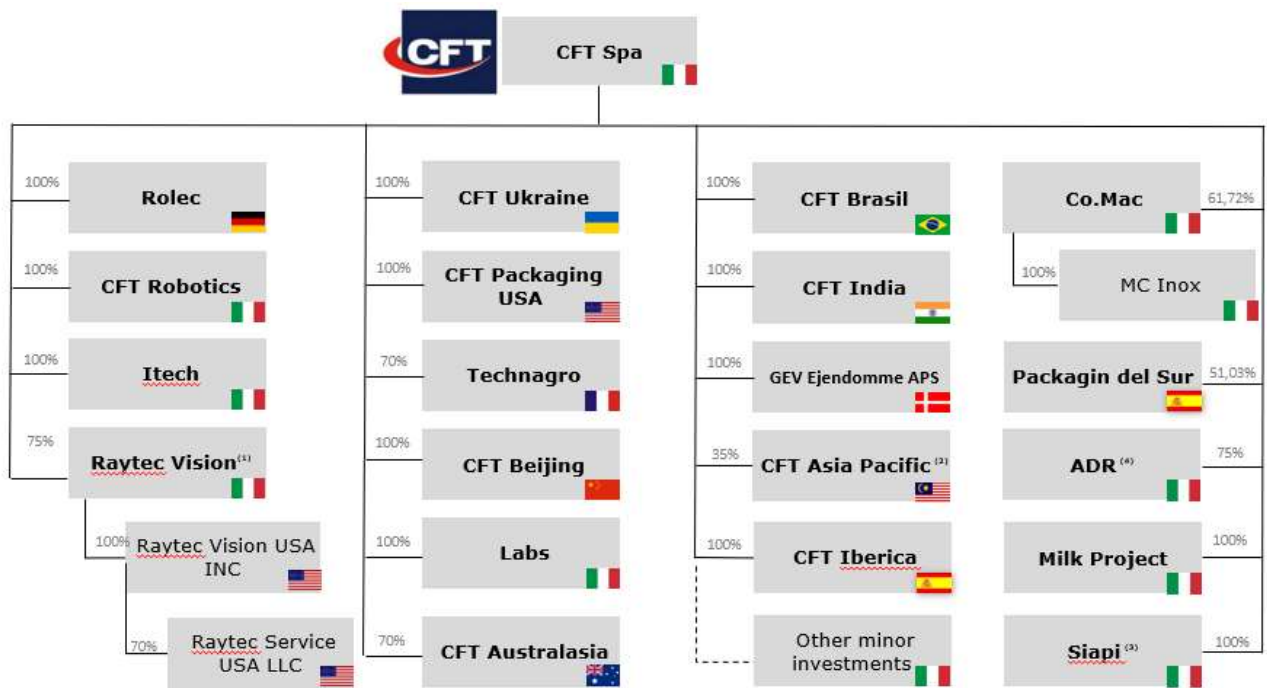 CFT
CFT Spa
100%
Rolec
100%
CFT Robotics
100%
Itech
75%
Raytec Vision (1)
100%
Raytec Vision USA
INC
70%
Raytec Service
USA LLC
100%
CFT Ukraine
100%
CFT Packaging
USA
70%
Technagro
100%
CFT Beijing
100%
Labs
70%
CFT Australasia
100%
CFT Brasil
100%
CFT India
100%
GEV Ejendomme APS
35%
CFT Asia Pacific (2)
100%
CFT Iberica
Other minor
investments
Co.Mac
61,72%
100%
MC Inox
Packagin del Sur
51,03%
ADR (4)
75%
Milk Project
100%
Siapi (3)
100%